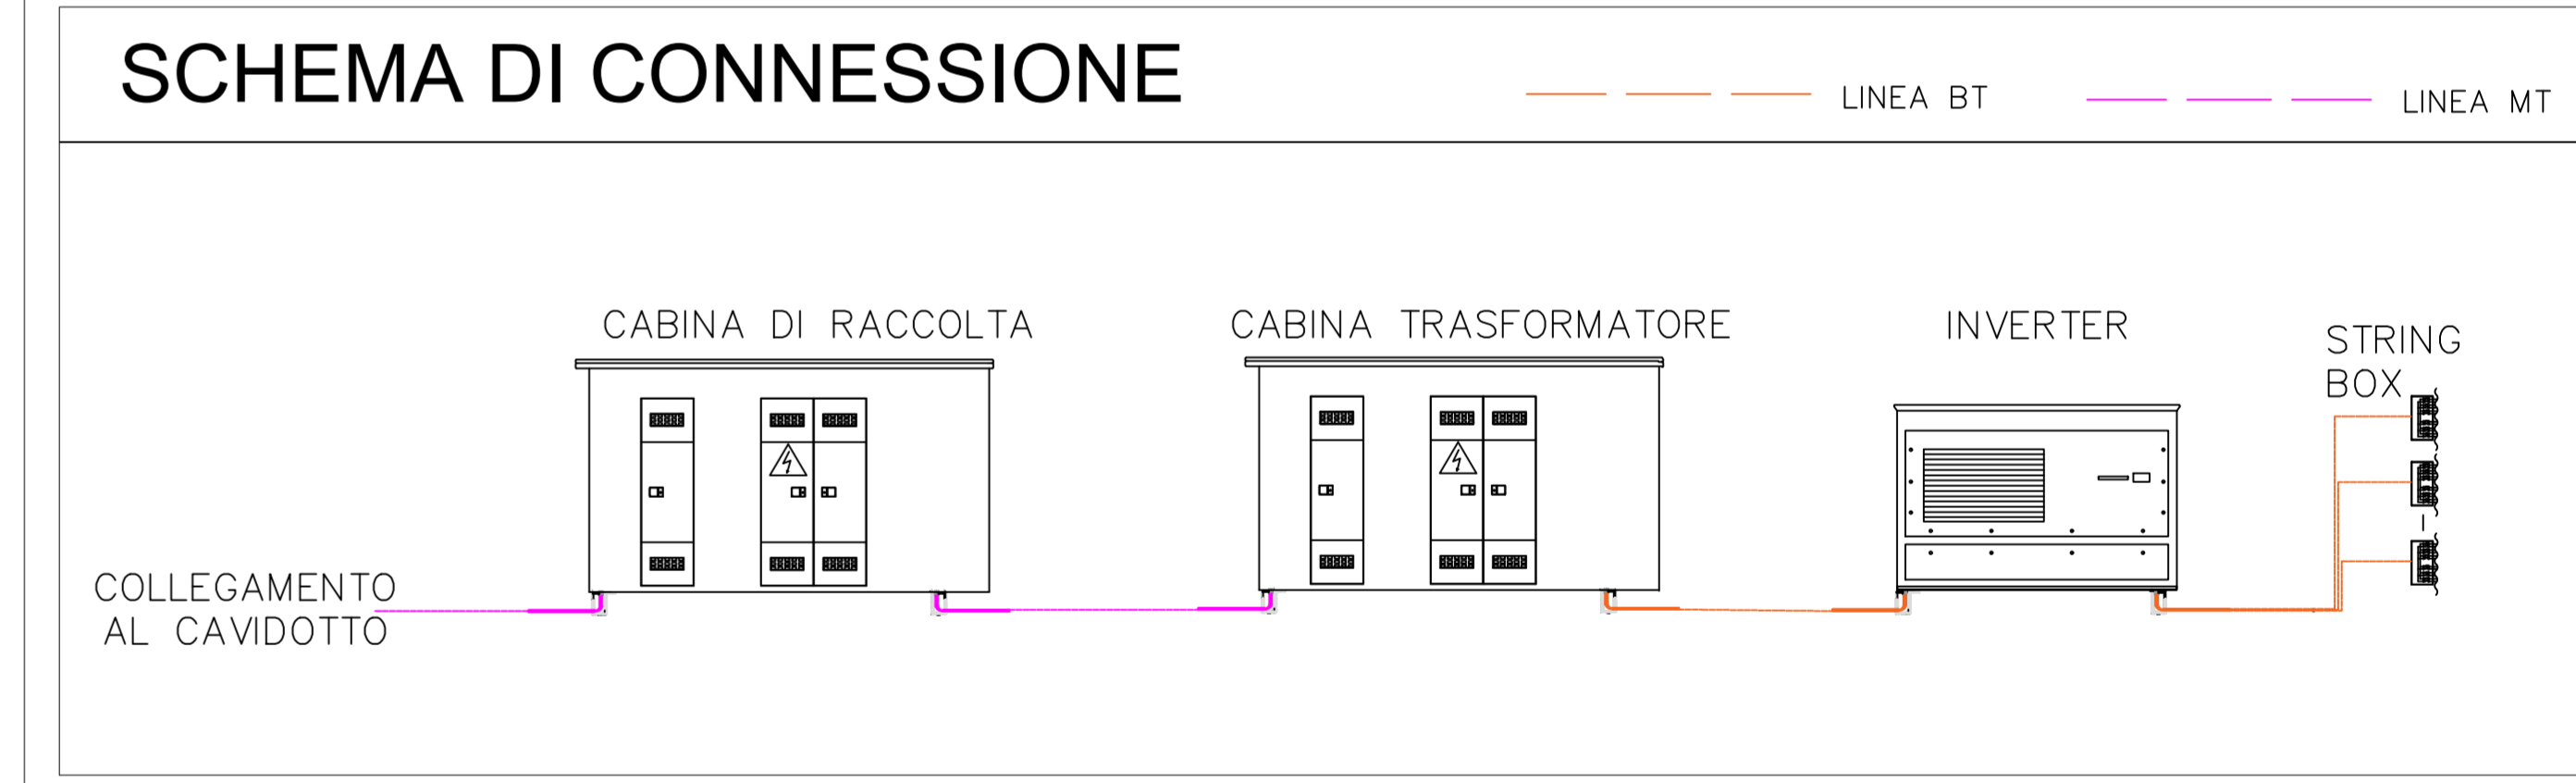 SCHEMA DI CONNESSIONE
LINEA BT
LINEA MT
CABINA DI RACCOLTA
CABINA TRASFORMATORE
INVERTER
STRING
BOX
COLLEGAMENTO
AL CAVIDOTTO